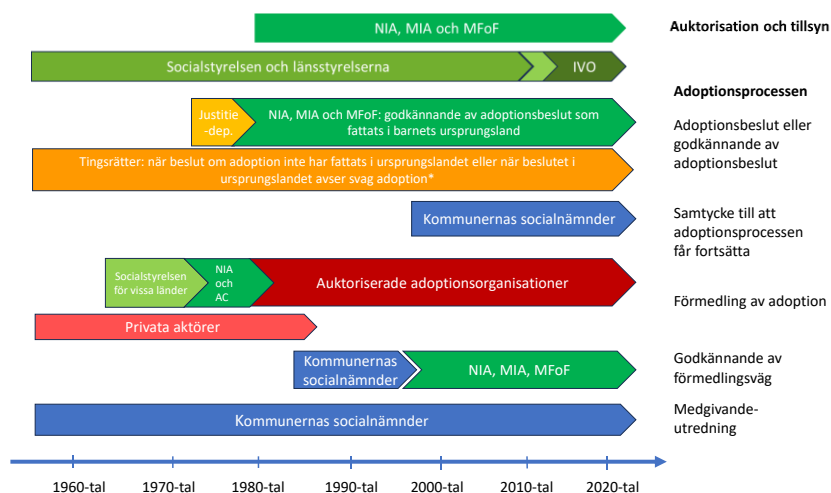 NIA, MIA och MFoF
Auktorisation och tillsyn
Socialstyrelsen och länsstyrelserna
IVO
Adoptionsprocessen
Justitie
-dep.
NIA, MIA och MFoF: godkännande av adoptionsbeslut som
fattats i barnets ursprungsland
Adoptionsbeslut eller
godkännande av
adoptionsbeslut
Tingsrätter: när beslut om adoption inte har fattats i ursprungslandet eller när beslutet i
ursprungslandet avser svag adoption*
Kommunernas socialnämnder
Samtycke till att
adoptionsprocessen
får fortsätta
Socialstyrelsen
för vissa länder
NIA
och
AC
Auktoriserade adoptionsorganisationer
Förmedling av adoption
Privata aktörer
Kommunernas
socialnämnder
NIA, MIA, MFoF
Godkännande av
förmedlingsväg
Kommunernas socialnämnder
Medgivande-
utredning
1960-tal
1970-tal
1980-tal
1990-tal
2000-tal
2010-tal
2020-tal